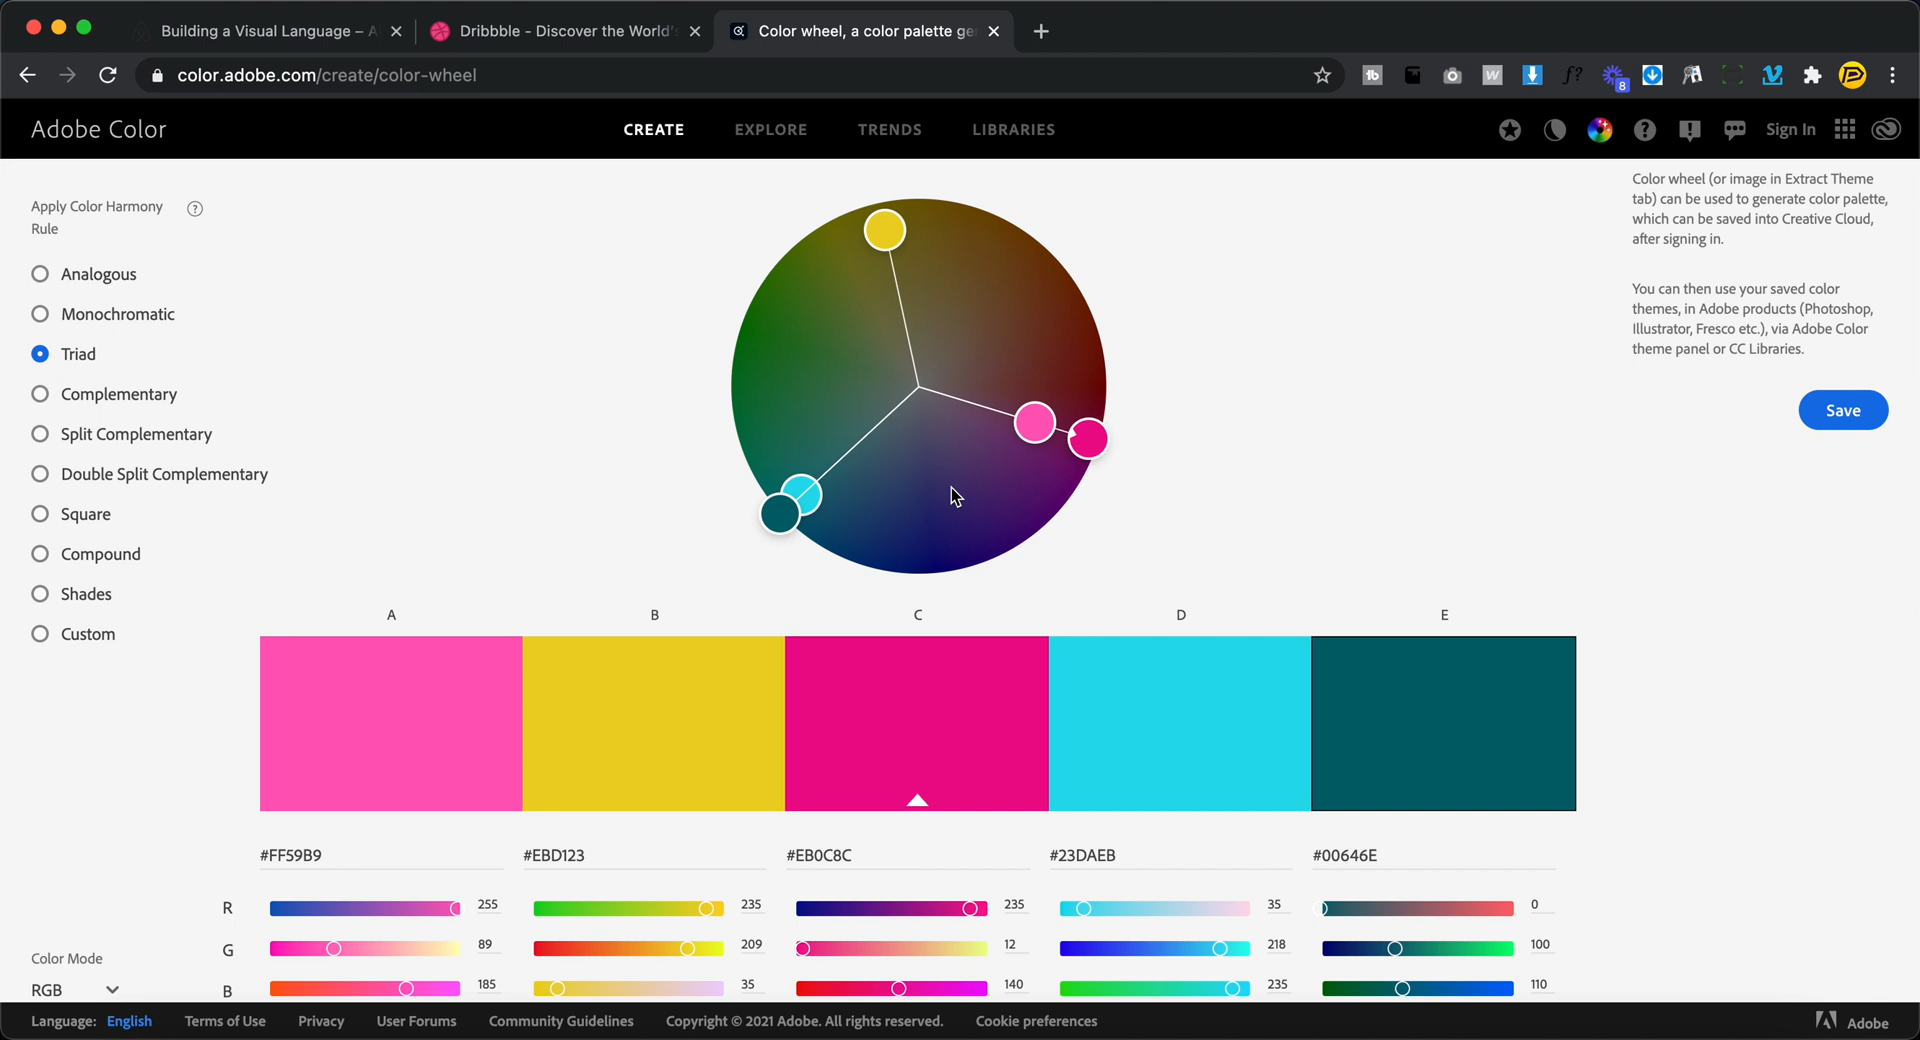 Building a Visual Language – A
Dribbble - Discover the World's
Color wheel, a color palette ge
color.adobe.com/create/color-wheel
8
Adobe Color
CREATE
EXPLORE
TRENDS
LIBRARIES
Sign In
Apply Color Harmony
Rule
Analogous
Monochromatic
Triad
Complementary
Split Complementary
Double Split Complementary
Square
Compound
Shades
Custom
Color wheel (or image in Extract Theme
tab) can be used to generate color palette,
which can be saved into Creative Cloud,
after signing in.
You can then use your saved color
themes, in Adobe products (Photoshop,
Illustrator, Fresco etc.), via Adobe Color
theme panel or CC Libraries.
Save
A B C D E
#FF59B9 #EBD123 #EB0C8C #23DAEB #00646E
R 255 235 235 35 0
G 89 209 12 218 100
B 185 35 140 235 110
Color Mode
RGB
Language: English
Terms of Use
Privacy
User Forums
Community Guidelines
Copyright © 2021 Adobe. All rights reserved.
Cookie preferences
Adobe